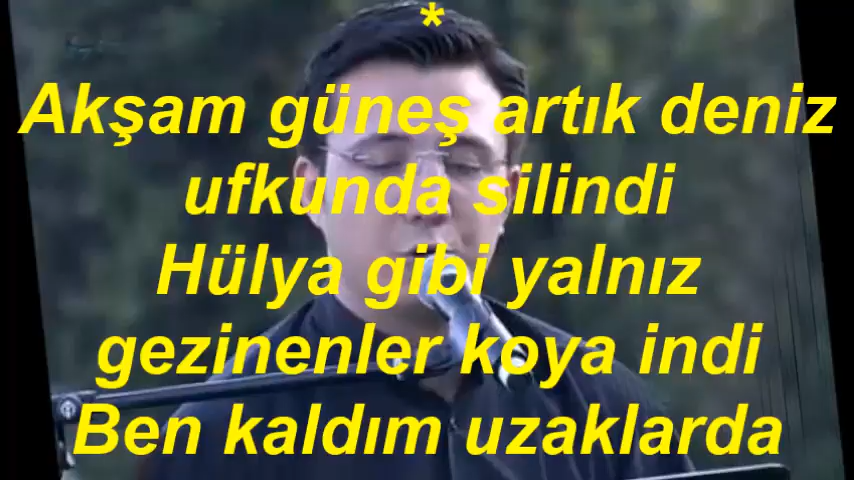 *
Akşam güneş artık deniz
ufkunda silindi
Hülya gibi yalnız
gezinenler koya indi
Ben kaldım uzaklarda